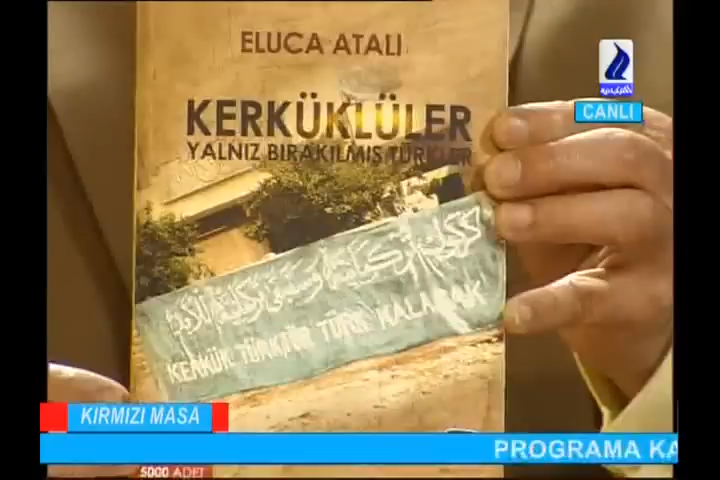 ELUCA ATALI
KERKÜKLÜLER
YALNIZ BIRAKILMIŞ TÜRKLER
CANLI
KERKÜK TÜRKTÜR TÜRK KALACAK
KIRMIZI MASA
PROGRAMA KA
5000 ADET